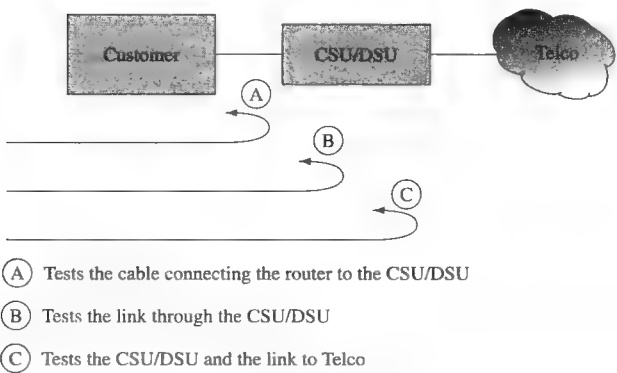 Customer CSU/DSU Telco
A
B
C
A Tests the cable connecting the router to the CSU/DSU
B Tests the link through the CSU/DSU
C Tests the CSU/DSU and the link to Telco